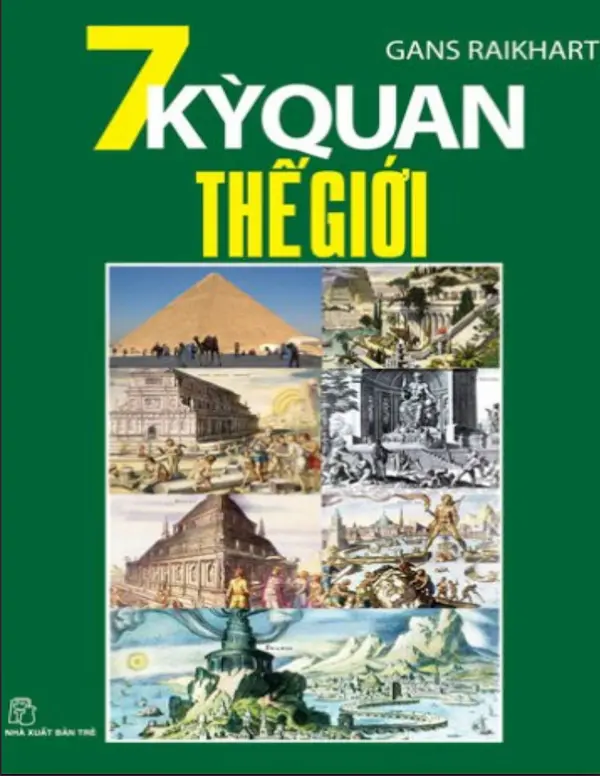 GANS RAIKHART
7 KỲ QUAN
THẾ GIỚI
NHÀ XUẤT BẢN TRẺ